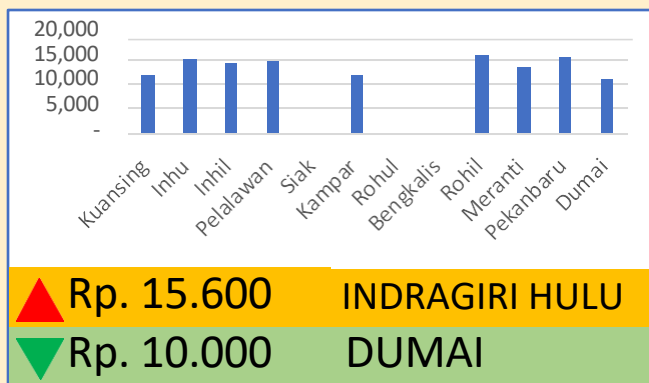 20,000
15,000
10,000
5,000
-
Kuansing
Inhu
Inhil
Pelalawan
Siak
Kampar
Rohul
Bengkalis
Rohil
Meranti
Pekanbaru
Dumai
Rp. 15.600 INDRAGIRI HULU
Rp. 10.000 DUMAI